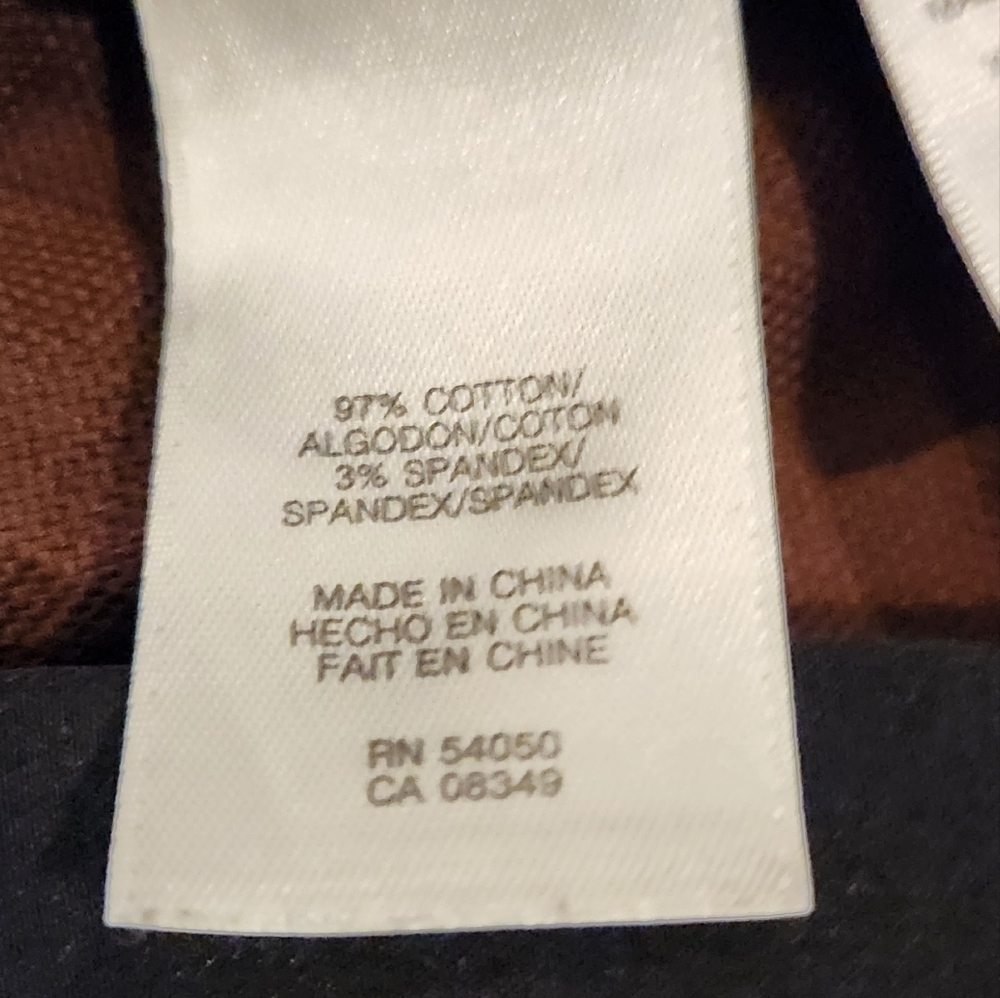 97% COTTON/
ALGODON/COTON
3% SPANDEX/
SPANDEX/SPANDEX
MADE IN CHINA
HECHO EN CHINA
FAIT EN CHINE
RN 54050
CA 08349